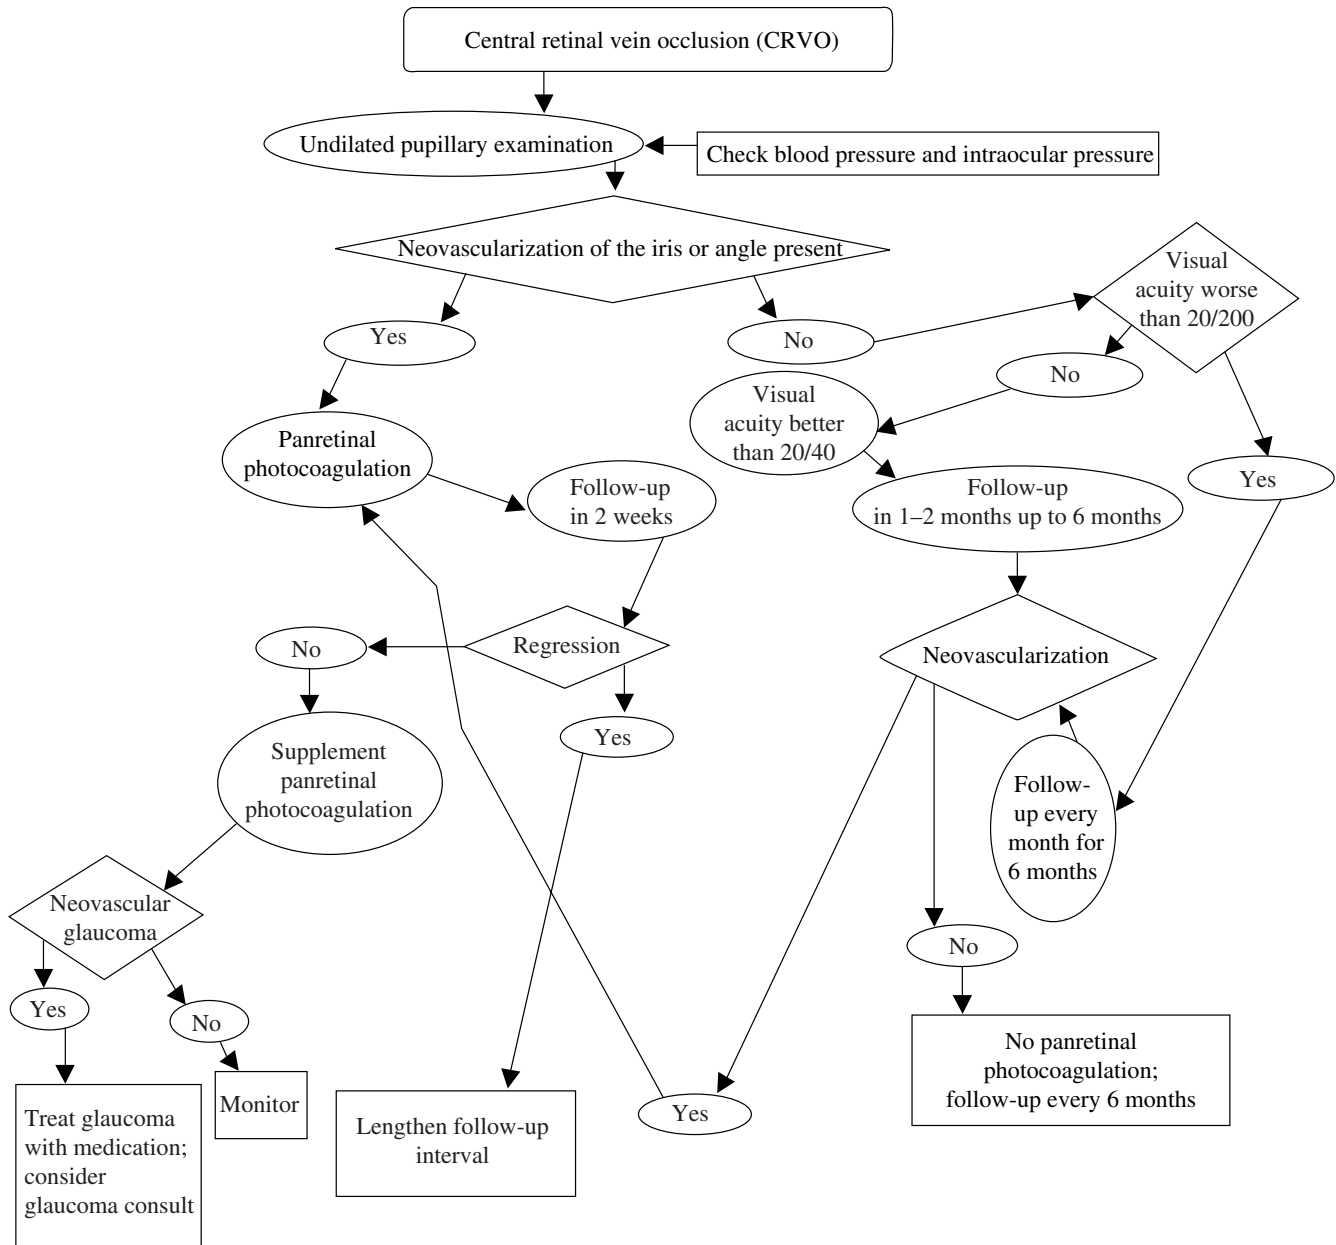 Central retinal vein occlusion (CRVO)
Undilated pupillary examination
Check blood pressure and intraocular pressure
Neovascularization of the iris or angle present
Visual
acuity worse
than 20/200
Yes
No
No
Visual
acuity better
than 20/40
Panretinal
photocoagulation
Follow-up
in 2 weeks
Follow-up
in 1–2 months up to 6 months
Yes
No
Regression
Neovascularization
Yes
Supplement
panretinal
photocoagulation
Follow-
up every
month for
6 months
Neovascular
glaucoma
No
Yes
No
No panretinal
photocoagulation;
follow-up every 6 months
Monitor
Yes
Treat glaucoma
with medication;
consider
glaucoma consult
Lengthen follow-up
interval